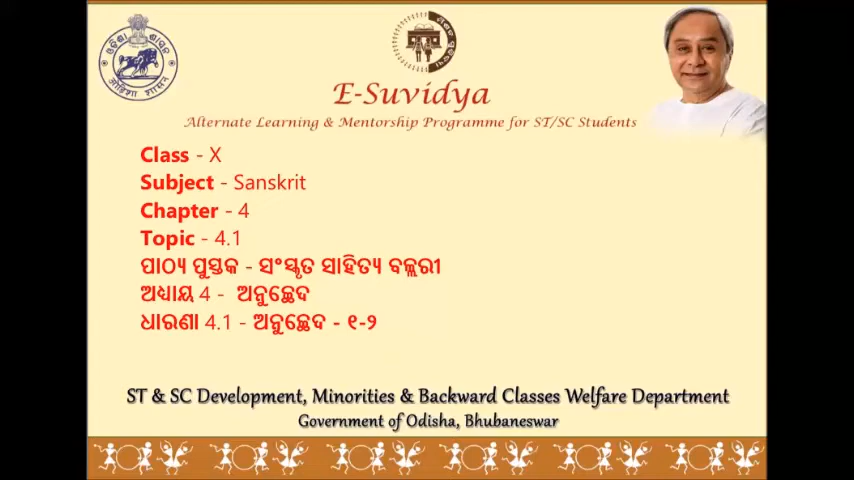 E-Suvidya
Alternate Learning & Mentorship Programme for ST/SC Students
Class - X
Subject - Sanskrit
Chapter - 4
Topic - 4.1
ପାଠ୍ୟ ପୁସ୍ତକ - ସଂସ୍କୃତ ସାହିତ୍ୟ ବଲ୍ଲରୀ
ଅଧ୍ୟାୟ 4 - ଅନୁଚ୍ଛେଦ
ଧାରଣା 4.1 - ଅନୁଚ୍ଛେଦ - ୧-୨
ST & SC Development, Minorities & Backward Classes Welfare Department
Government of Odisha, Bhubaneswar